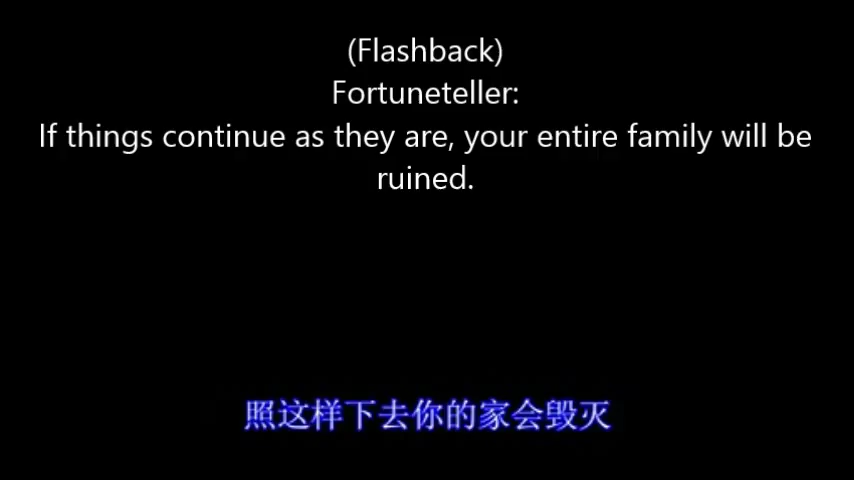 (Flashback)
Fortuneteller:
If things continue as they are, your entire family will be
ruined.
照这样下去你的家会毁灭